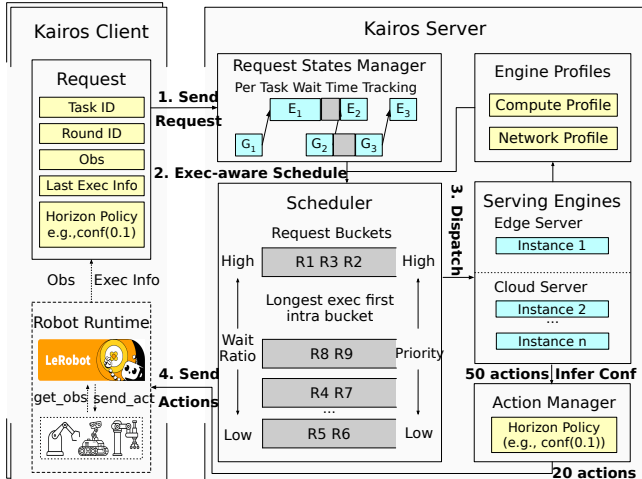 Kairos Client
Request
Task ID
Round ID
Obs
Last Exec Info
Horizon Policy
e.g.,conf(0.1)
Obs
Exec Info
Robot Runtime
LeRobot
get_obs
send_act
1. Send
Request
2. Exec-aware Schedule
4. Send
Actions
Kairos Server
Request States Manager
Per Task Wait Time Tracking
E1
E2
E3
G1
G2
G3
Scheduler
Request Buckets
High
R1 R3 R2
High
Longest exec first
intra bucket
Wait
Ratio
R8 R9
Priority
R4 R7
...
Low
R5 R6
Low
3. Dispatch
Engine Profiles
Compute Profile
Network Profile
Serving Engines
Edge Server
Instance 1
Cloud Server
Instance 2
...
Instance n
50 actions
Infer Conf
Action Manager
Horizon Policy
(e.g., conf(0.1))
20 actions